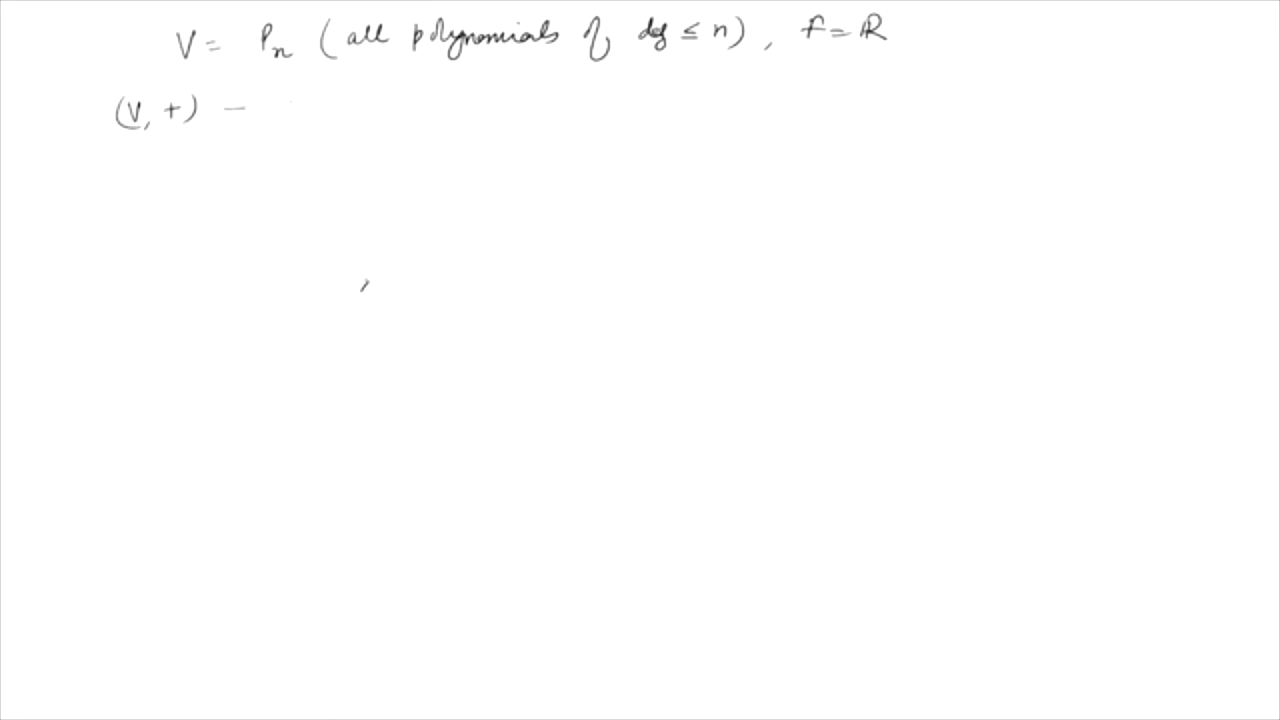 V = Pn (all polynomials of deg ≤ n), F = ℝ
(V, +) –